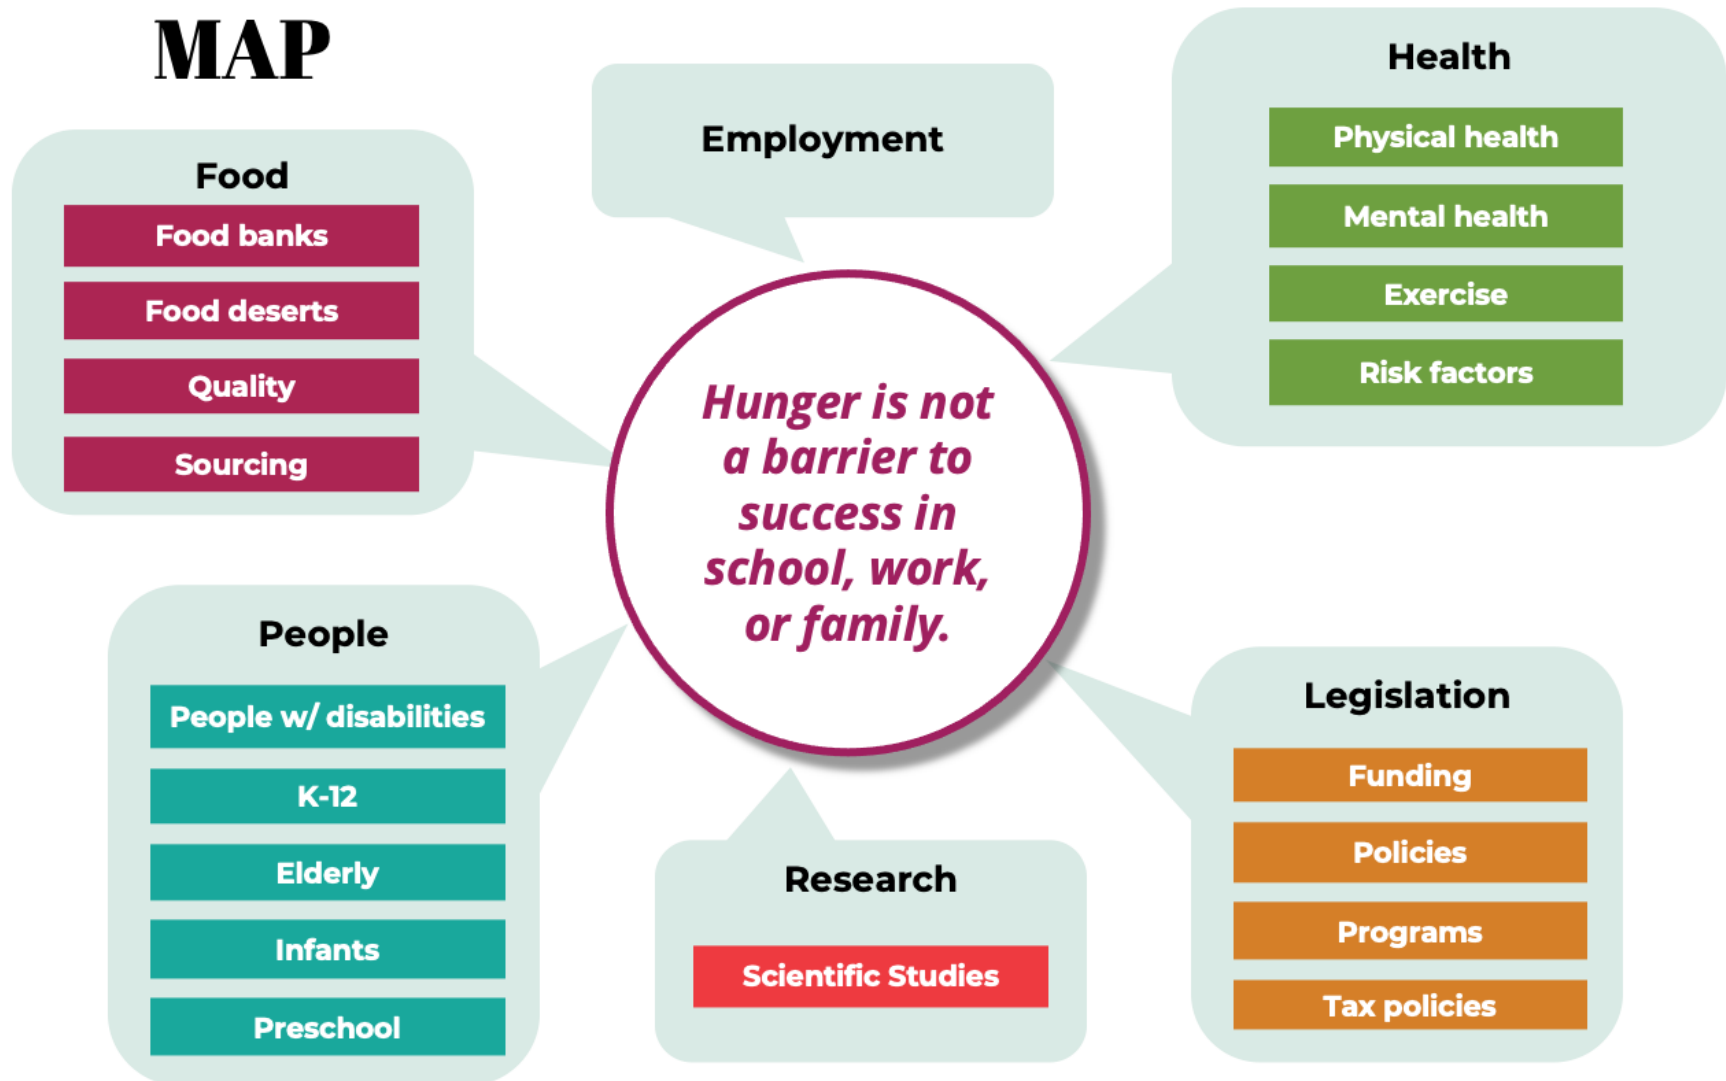 MAP
Food
Food banks
Food deserts
Quality
Sourcing
Employment
Health
Physical health
Mental health
Exercise
Risk factors
Hunger is not
a barrier to
success in
school, work,
or family.
People
People w/ disabilities
K-12
Elderly
Infants
Preschool
Research
Scientific Studies
Legislation
Funding
Policies
Programs
Tax policies